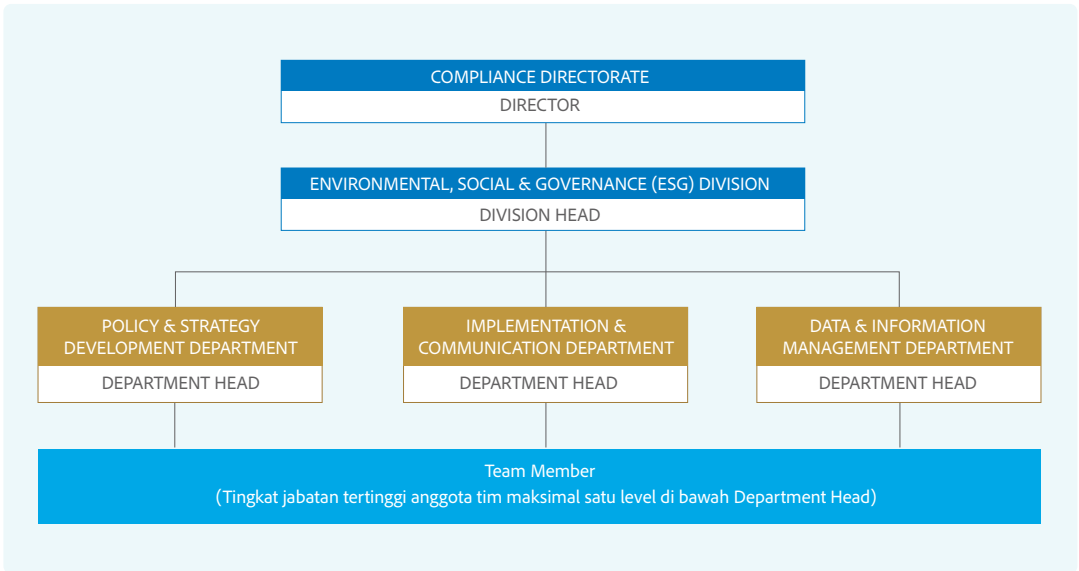 COMPLIANCE DIRECTORATE
DIRECTOR
ENVIRONMENTAL, SOCIAL & GOVERNANCE (ESG) DIVISION
DIVISION HEAD
POLICY & STRATEGY
DEVELOPMENT DEPARTMENT
DEPARTMENT HEAD
IMPLEMENTATION &
COMMUNICATION DEPARTMENT
DEPARTMENT HEAD
DATA & INFORMATION
MANAGEMENT DEPARTMENT
DEPARTMENT HEAD
Team Member
(Tingkat jabatan tertinggi anggota tim maksimal satu level di bawah Department Head)